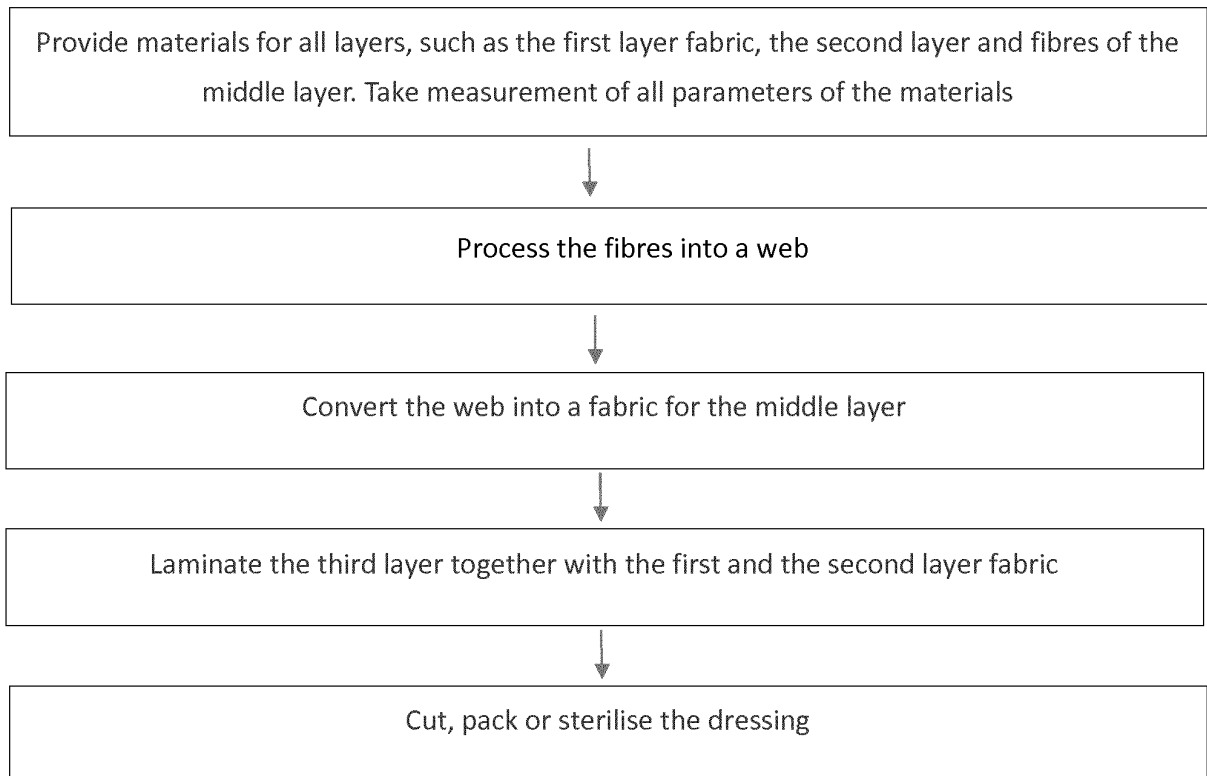 Provide materials for all layers, such as the first layer fabric, the second layer and fibres of the
middle layer. Take measurement of all parameters of the materials
Process the fibres into a web
Convert the web into a fabric for the middle layer
Laminate the third layer together with the first and the second layer fabric
Cut, pack or sterilise the dressing